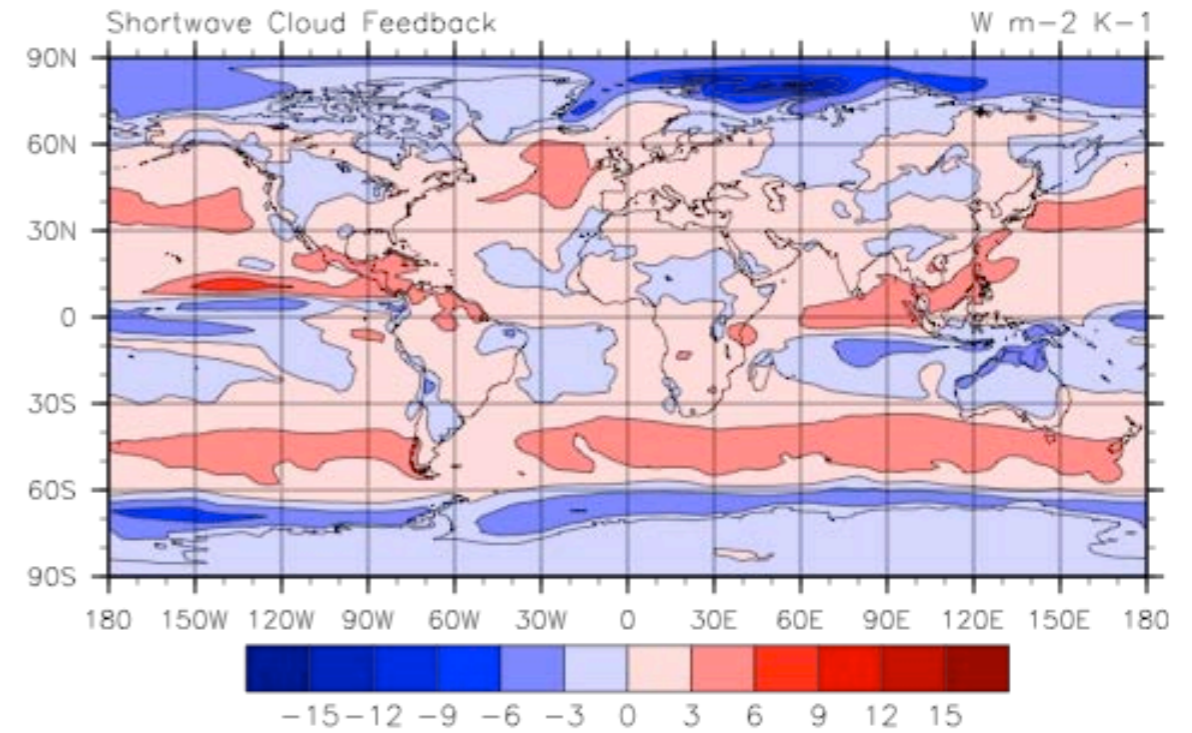 Shortwave Cloud Feedback W m-2 K-1
90N
60N
30N
0
30S
60S
90S
180 150W 120W 90W 60W 30W 0 30E 60E 90E 120E 150E 180
-15 -12 -9 -6 -3 0 3 6 9 12 15